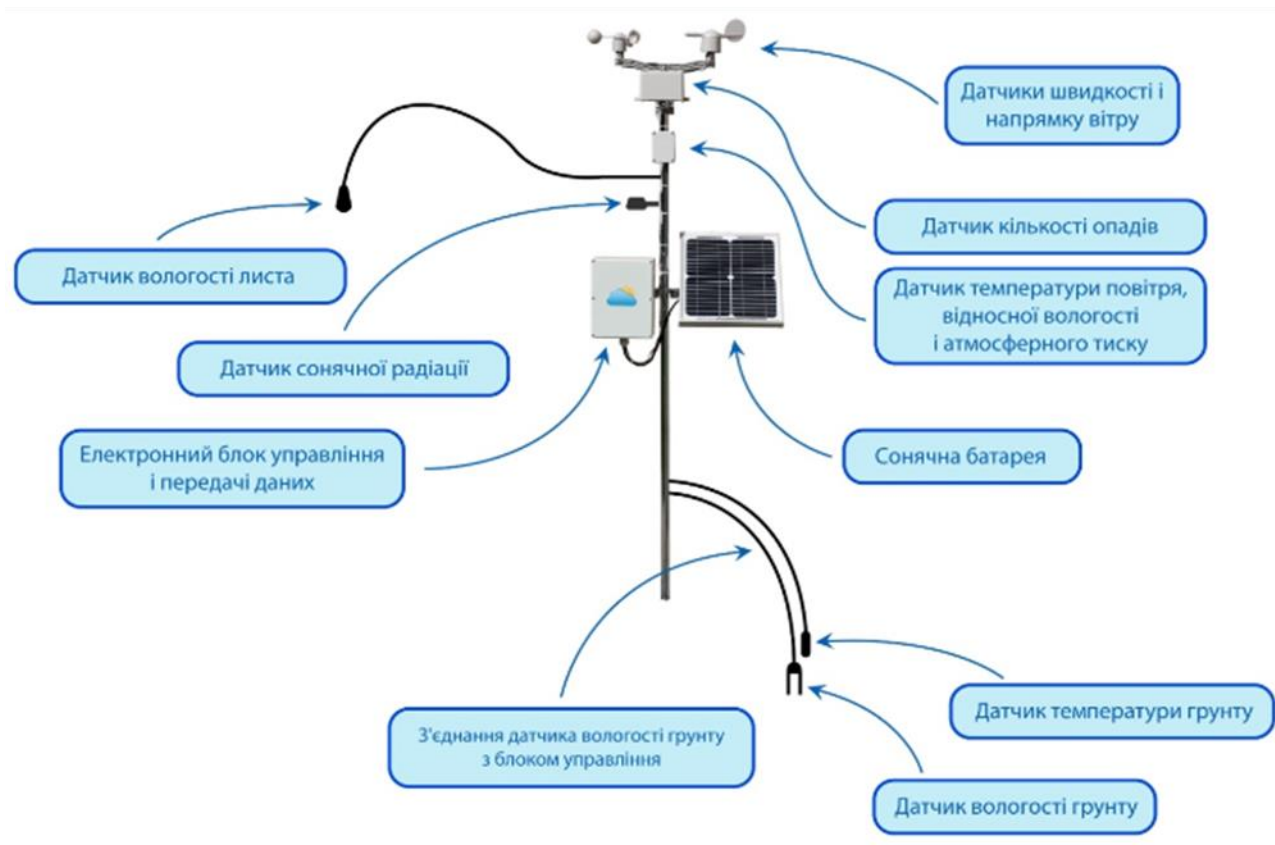 Датчики швидкості і
напрямку вітру
Датчик кількості опадів
Датчик вологості листа
Датчик температури повітря,
відносної вологості
і атмосферного тиску
Датчик сонячної радіації
Електронний блок управління
і передачі даних
Сонячна батарея
З'єднання датчика вологості грунту
з блоком управління
Датчик температури грунту
Датчик вологості грунту